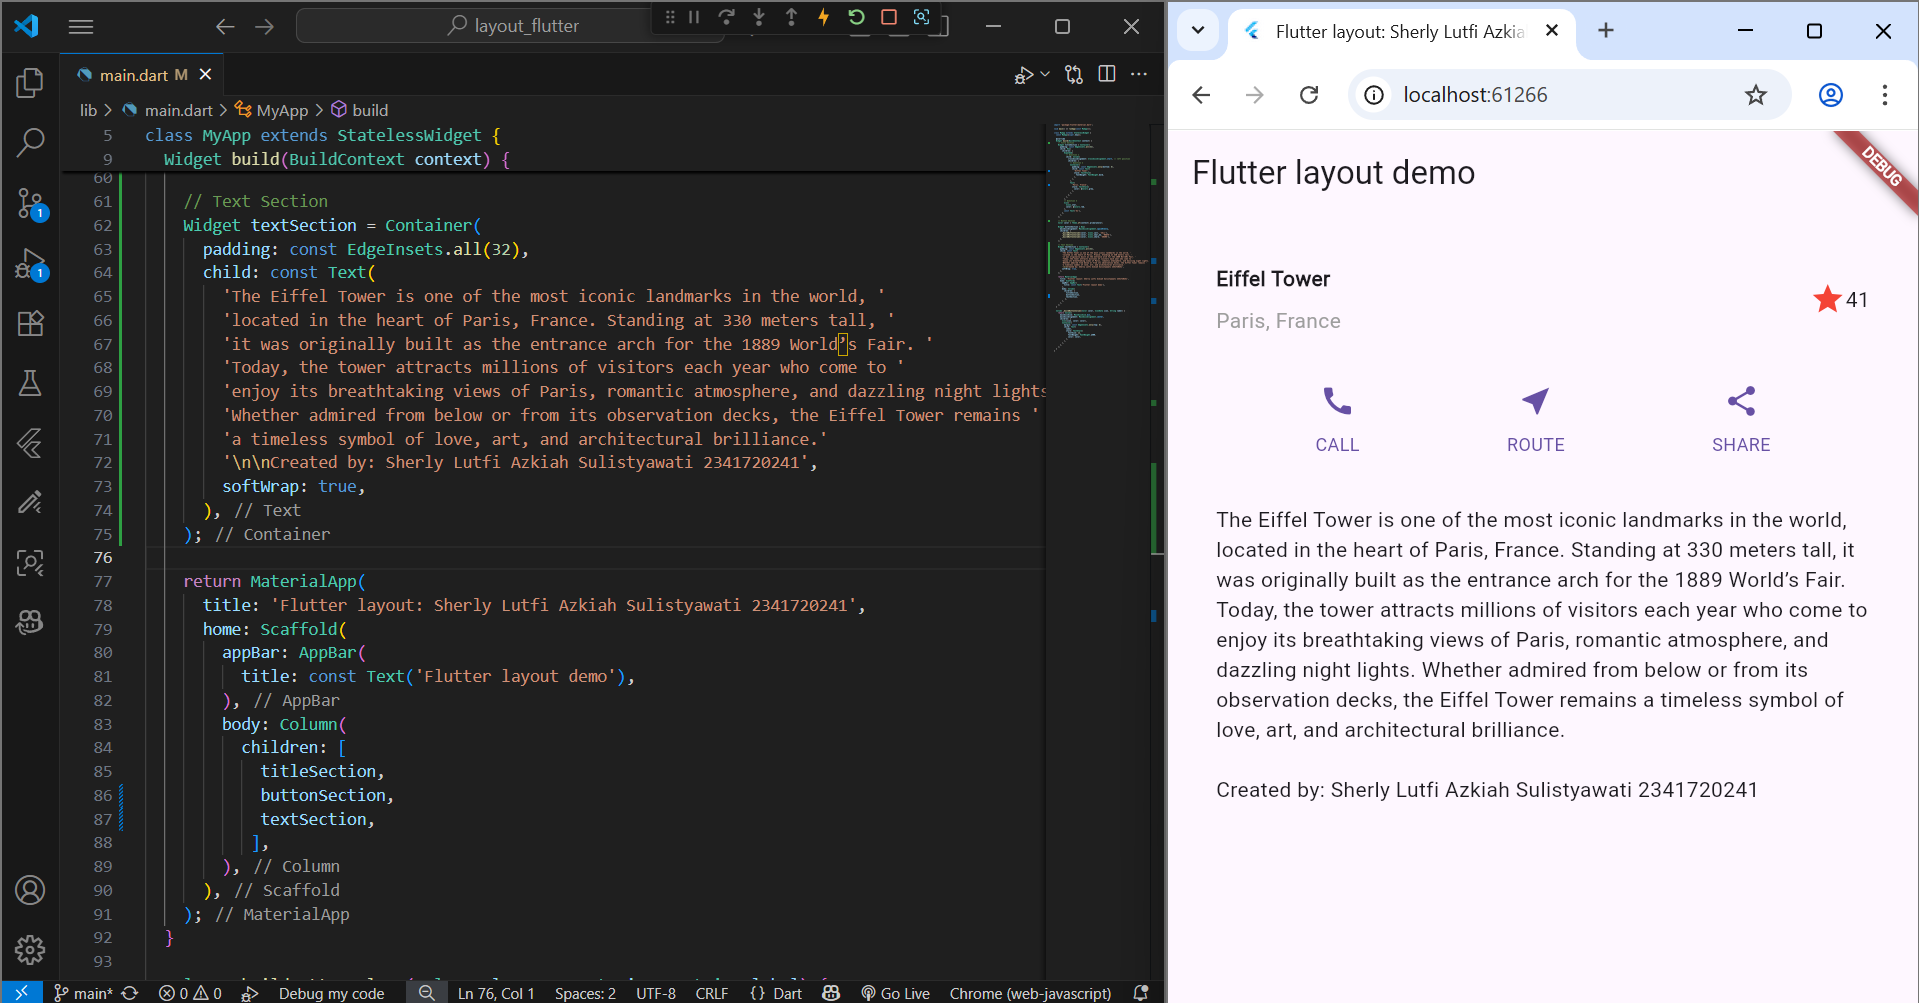 layout_flutter
main.dart M
lib > main.dart > MyApp > build
5 class MyApp extends StatelessWidget {
9 Widget build(BuildContext context) {
60
61 // Text Section
62 Widget textSection = Container(
63 padding: const EdgeInsets.all(32),
64 child: const Text(
65 'The Eiffel Tower is one of the most iconic landmarks in the world, '
66 'located in the heart of Paris, France. Standing at 330 meters tall, '
67 'it was originally built as the entrance arch for the 1889 World’s Fair. '
68 'Today, the tower attracts millions of visitors each year who come to '
69 'enjoy its breathtaking views of Paris, romantic atmosphere, and dazzling night lights
70 'Whether admired from below or from its observation decks, the Eiffel Tower remains '
71 'a timeless symbol of love, art, and architectural brilliance.'
72 '\n\nCreated by: Sherly Lutfi Azkiah Sulistyawati 2341720241',
73 softWrap: true,
74 ), // Text
75 ); // Container
76
77 return MaterialApp(
78 title: 'Flutter layout: Sherly Lutfi Azkiah Sulistyawati 2341720241',
79 home: Scaffold(
80 appBar: AppBar(
81 title: const Text('Flutter layout demo'),
82 ), // AppBar
83 body: Column(
84 children: [
85 titleSection,
86 buttonSection,
87 textSection,
88 ],
89 ), // Column
90 ), // Scaffold
91 ); // MaterialApp
92 }
93
1
1
main* 0 0 Debug my code Ln 76, Col 1 Spaces: 2 UTF-8 CRLF {} Dart Go Live Chrome (web-javascript)
Flutter layout: Sherly Lutfi Azkia
localhost:61266
DEBUG
Flutter layout demo
Eiffel Tower
Paris, France
41
CALL ROUTE SHARE
The Eiffel Tower is one of the most iconic landmarks in the world,
located in the heart of Paris, France. Standing at 330 meters tall, it
was originally built as the entrance arch for the 1889 World’s Fair.
Today, the tower attracts millions of visitors each year who come to
enjoy its breathtaking views of Paris, romantic atmosphere, and
dazzling night lights. Whether admired from below or from its
observation decks, the Eiffel Tower remains a timeless symbol of
love, art, and architectural brilliance.
Created by: Sherly Lutfi Azkiah Sulistyawati 2341720241